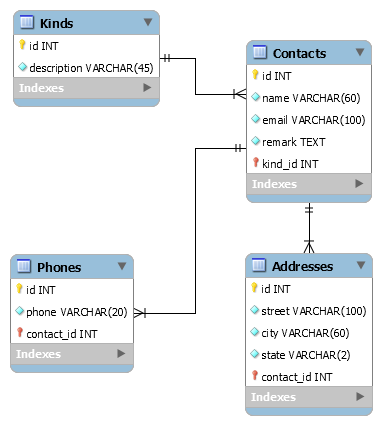 Kinds
id INT
description VARCHAR(45)
Indexes
Contacts
id INT
name VARCHAR(60)
email VARCHAR(100)
remark TEXT
kind_id INT
Indexes
Phones
id INT
phone VARCHAR(20)
contact_id INT
Indexes
Addresses
id INT
street VARCHAR(100)
city VARCHAR(60)
state VARCHAR(2)
contact_id INT
Indexes